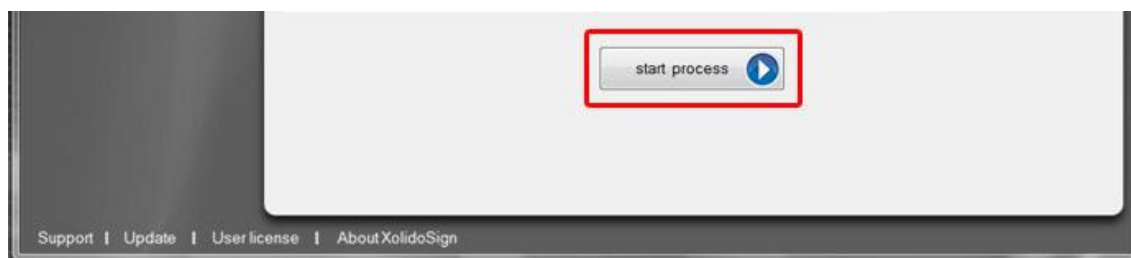 start process
Support | Update | User license | About XolidoSign